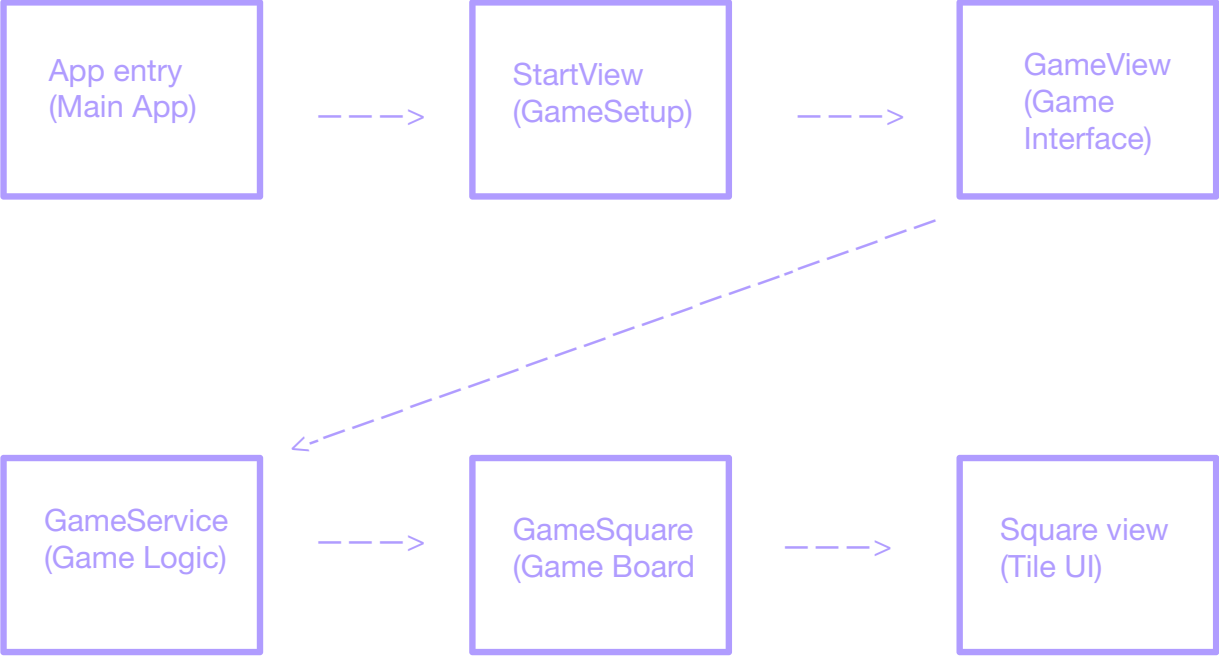 App entry
(Main App)
StartView
(GameSetup)
GameView
(Game
Interface)
GameService
(Game Logic)
GameSquare
(Game Board
Square view
(Tile UI)